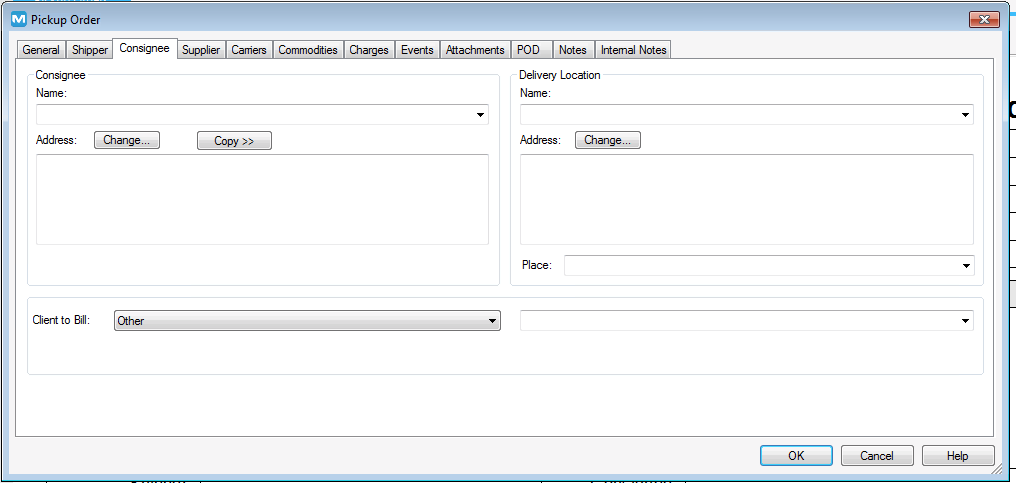 Pickup Order
General Shipper Consignee Supplier Carriers Commodities Charges Events Attachments POD Notes Internal Notes
Consignee
Name:
Address: Change... Copy >>
Delivery Location
Name:
Address: Change...
Place:
Client to Bill: Other
OK Cancel Help